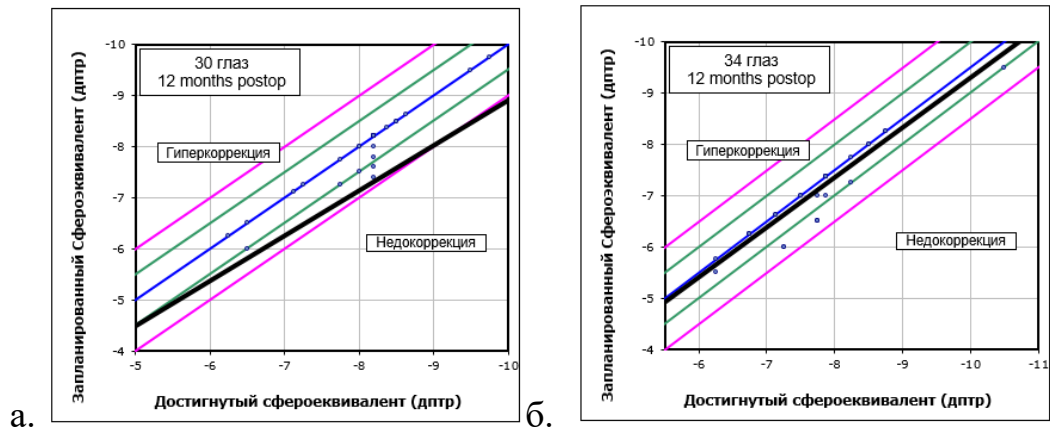 30 глаз
12 months postop
Гиперкоррекция
Недокоррекция
Запланированный Сфероэквивалент (дптр)
-10
-9
-8
-7
-6
-5
-4
-5
-6
-7
-8
-9
-10
Достигнутый сфероеквивалент (дптр)
а.
34 глаз
12 months postop
Гиперкоррекция
Недокоррекция
Запланированный Сфероэквивалент (дптр)
-10
-9
-8
-7
-6
-5
-4
-6
-7
-8
-9
-10
-11
Достигнутый сфероеквивалент (дптр)
б.